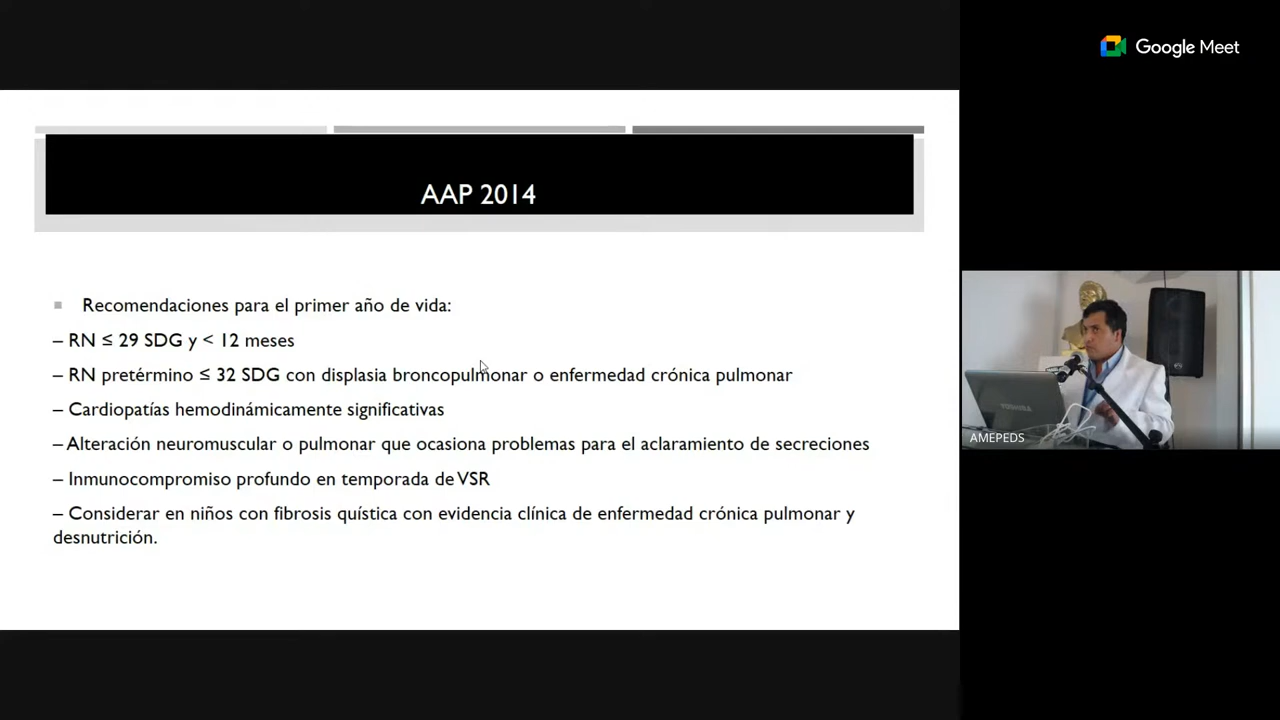 Google Meet
AAP 2014
Recomendaciones para el primer año de vida:
– RN ≤ 29 SDG y < 12 meses
– RN pretérmino ≤ 32 SDG con displasia broncopulmonar o enfermedad crónica pulmonar
– Cardiopatías hemodinámicamente significativas
– Alteración neuromuscular o pulmonar que ocasiona problemas para el aclaramiento de secreciones
– Inmunocompromiso profundo en temporada de VSR
– Considerar en niños con fibrosis quística con evidencia clínica de enfermedad crónica pulmonar y
desnutrición.
TOSHIBA
AMEPEDS